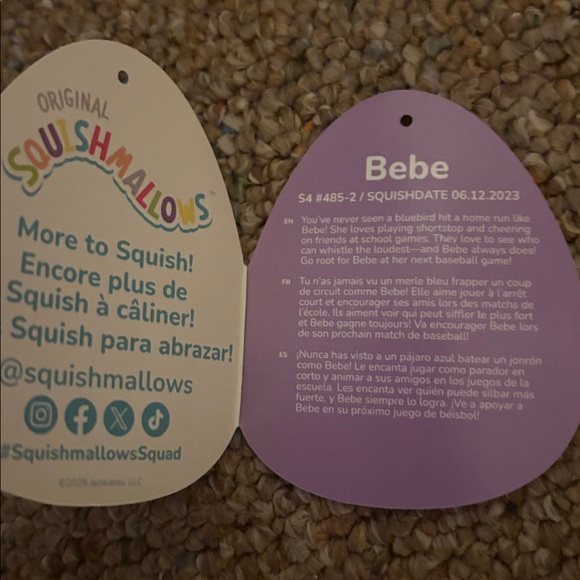 ORIGINAL
SQUISHMALLOWS™
More to Squish!
Encore plus de
Squish à câliner!
Squish para abrazar!
@squishmallows
#SquishmallowsSquad
©2025 Jazwares, LLC
Bebe
S4 #485-2 / SQUISHDATE 06.12.2023
EN You've never seen a bluebird hit a home run like
Bebe! She loves playing shortstop and cheering
on friends at school games. They love to see who
can whistle the loudest—and Bebe always does!
Go root for Bebe at her next baseball game!
FR Tu n'as jamais vu un merle bleu frapper un coup
de circuit comme Bebe! Elle aime jouer à l'arrêt
court et encourager ses amis lors des matchs de
l'école. Ils aiment voir qui peut siffler le plus fort
et Bebe gagne toujours! Va encourager Bebe lors
de son prochain match de baseball!
ES ¡Nunca has visto a un pájaro azul batear un jonrón
como Bebe! Le encanta jugar como parador en
corto y animar a sus amigos en los juegos de la
escuela. Les encanta ver quién puede silbar más
fuerte, y Bebe siempre lo logra. ¡Ve a apoyar a
Bebe en su próximo juego de béisbol!